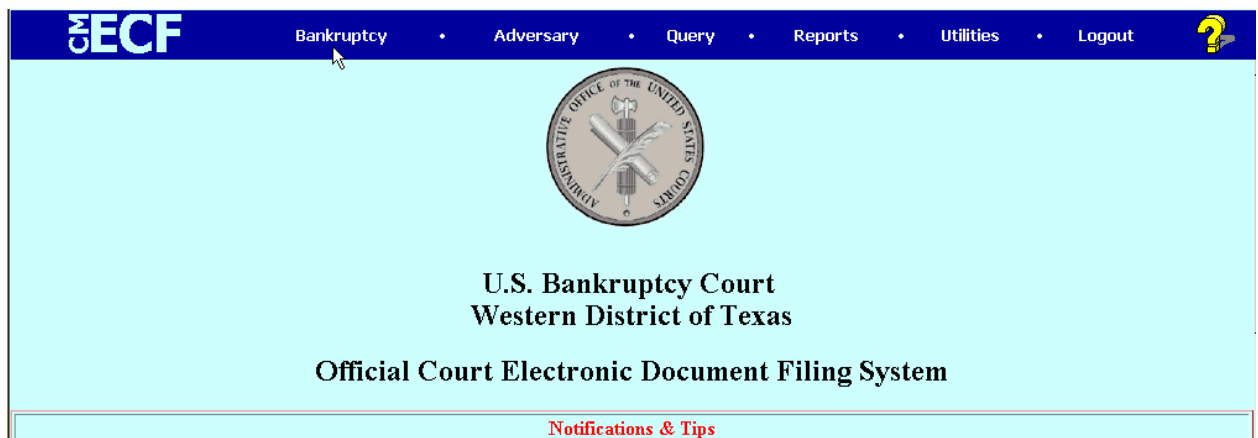 CM ECF Bankruptcy • Adversary • Query • Reports • Utilities • Logout ?
ADMINISTRATIVE OFFICE OF THE UNITED STATES COURTS
U.S. Bankruptcy Court
Western District of Texas
Official Court Electronic Document Filing System
Notifications & Tips